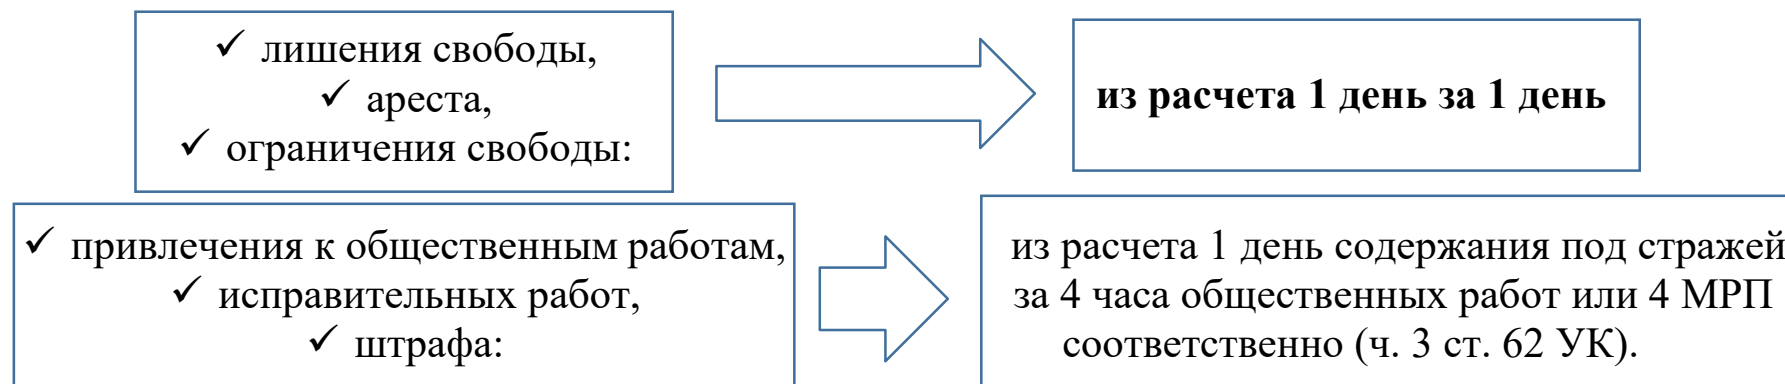 ✓ лишения свободы,
✓ ареста,
✓ ограничения свободы:
из расчета 1 день за 1 день
✓ привлечения к общественным работам,
✓ исправительных работ,
✓ штрафа:
из расчета 1 день содержания под стражей
за 4 часа общественных работ или 4 МРП
соответственно (ч. 3 ст. 62 УК).